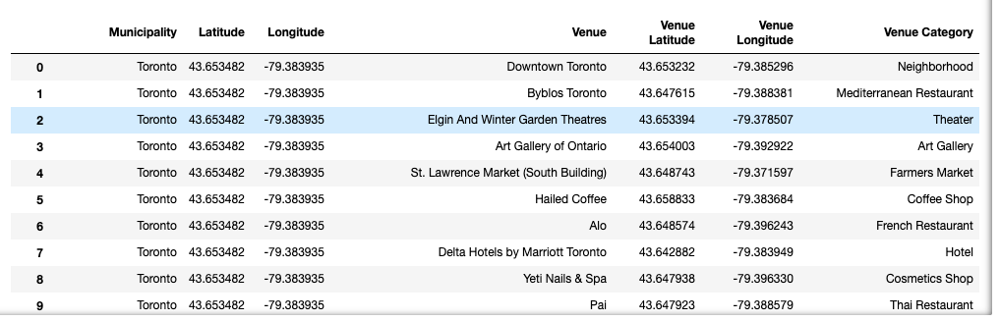 Municipality Latitude Longitude Venue Venue Latitude Venue Longitude Venue Category
0 Toronto 43.653482 -79.383935 Downtown Toronto 43.653232 -79.385296 Neighborhood
1 Toronto 43.653482 -79.383935 Byblos Toronto 43.647615 -79.388381 Mediterranean Restaurant
2 Toronto 43.653482 -79.383935 Elgin And Winter Garden Theatres 43.653394 -79.378507 Theater
3 Toronto 43.653482 -79.383935 Art Gallery of Ontario 43.654003 -79.392922 Art Gallery
4 Toronto 43.653482 -79.383935 St. Lawrence Market (South Building) 43.648743 -79.371597 Farmers Market
5 Toronto 43.653482 -79.383935 Hailed Coffee 43.658833 -79.383684 Coffee Shop
6 Toronto 43.653482 -79.383935 Alo 43.648574 -79.396243 French Restaurant
7 Toronto 43.653482 -79.383935 Delta Hotels by Marriott Toronto 43.642882 -79.383949 Hotel
8 Toronto 43.653482 -79.383935 Yeti Nails & Spa 43.647938 -79.396330 Cosmetics Shop
9 Toronto 43.653482 -79.383935 Pai 43.647923 -79.388579 Thai Restaurant